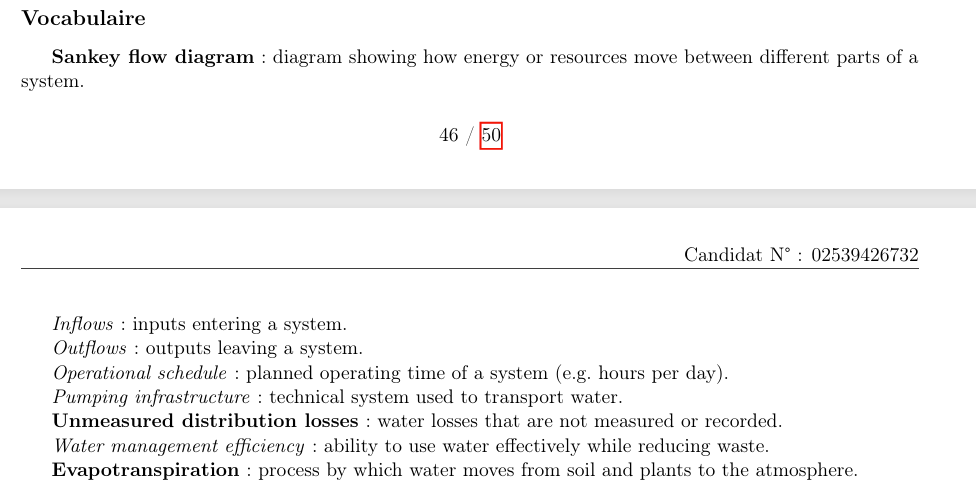 Vocabulaire
Sankey flow diagram : diagram showing how energy or resources move between different parts of a
system.
46 / 50
Candidat N° : 02539426732
Inflows : inputs entering a system.
Outflows : outputs leaving a system.
Operational schedule : planned operating time of a system (e.g. hours per day).
Pumping infrastructure : technical system used to transport water.
Unmeasured distribution losses : water losses that are not measured or recorded.
Water management efficiency : ability to use water effectively while reducing waste.
Evapotranspiration : process by which water moves from soil and plants to the atmosphere.